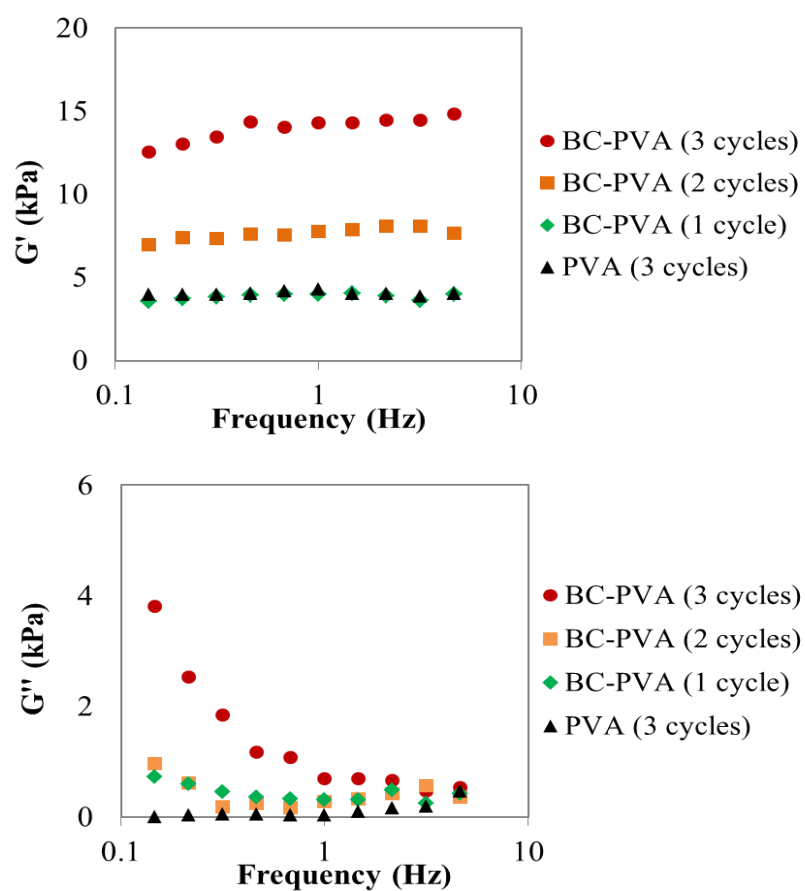 20
15
10
5
0
G' (kPa)
0.1
1
10
Frequency (Hz)
BC-PVA (3 cycles)
BC-PVA (2 cycles)
BC-PVA (1 cycle)
PVA (3 cycles)
6
4
2
0
G'' (kPa)
0.1
1
10
Frequency (Hz)
BC-PVA (3 cycles)
BC-PVA (2 cycles)
BC-PVA (1 cycle)
PVA (3 cycles)